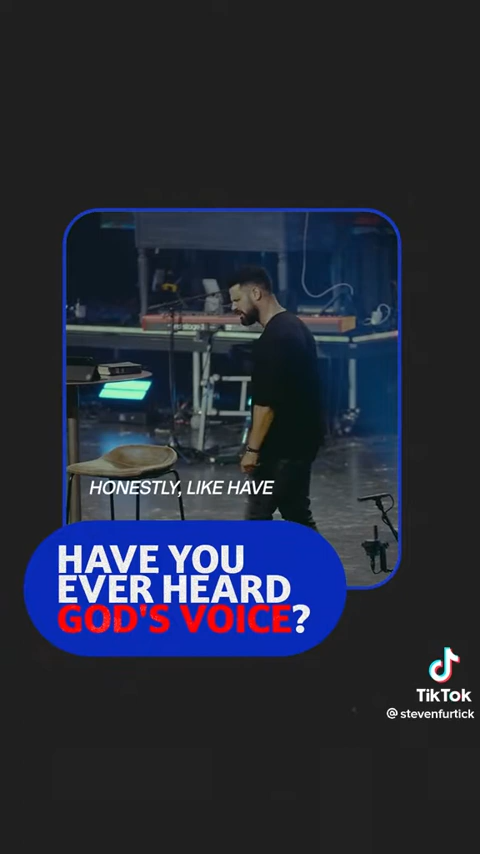 HONESTLY, LIKE HAVE
HAVE YOU
EVER HEARD
GOD'S VOICE?
TikTok
@stevenfurtick